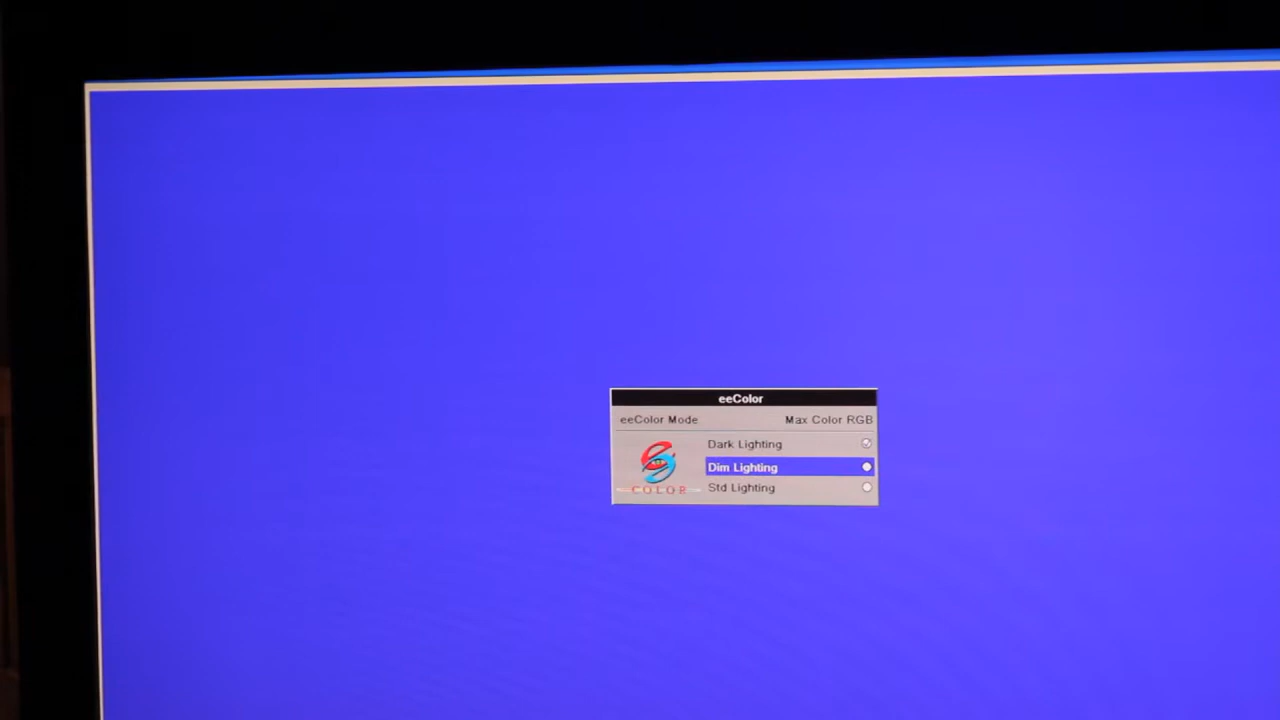 eeColor
eeColor Mode Max Color RGB
Dark Lighting
Dim Lighting
Std Lighting
COLOR